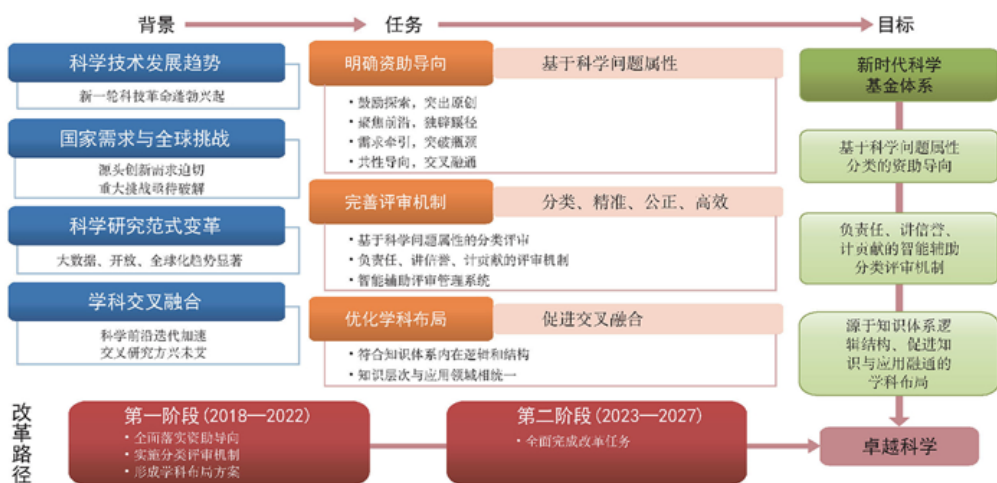 背景
任务
目标
科学技术发展趋势
新一轮科技革命蓬勃兴起
国家需求与全球挑战
源头创新需求迫切
重大挑战亟待破解
科学研究范式变革
大数据、开放、全球化趋势显著
学科交叉融合
科学前沿迭代加速
交叉研究方兴未艾
明确资助导向
基于科学问题属性
• 鼓励探索，突出原创
• 聚焦前沿，独辟蹊径
• 需求牵引，突破瓶颈
• 共性导向，交叉融通
完善评审机制
分类、精准、公正、高效
• 基于科学问题属性的分类评审
• 负责任、讲信誉、计贡献的评审机制
• 智能辅助评审管理系统
优化学科布局
促进交叉融合
• 符合知识体系内在逻辑和结构
• 知识层次与应用领域相统一
新时代科学
基金体系
基于科学问题属性
分类的资助导向
负责任、讲信誉、
计贡献的智能辅助
分类评审机制
源于知识体系逻
辑结构、促进知
识与应用融通的
学科布局
改革路径
第一阶段(2018—2022)
• 全面落实资助导向
• 实施分类评审机制
• 形成学科布局方案
第二阶段(2023—2027)
• 全面完成改革任务
卓越科学